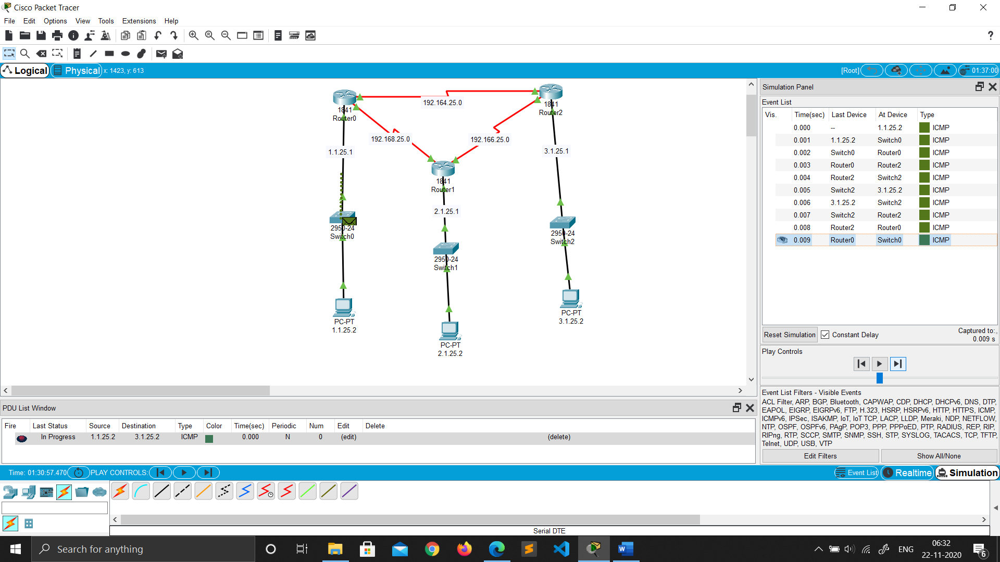 Cisco Packet Tracer
File Edit Options View Tools Extensions Help
Logical Physical x: 1423, y: 613 [Root] 01:37:00
192.164.25.0
1841
Router0
1841
Router2
192.168.25.0
192.166.25.0
1.1.25.1
3.1.25.1
1841
Router1
2.1.25.1
2950-24
Switch0
2950-24
Switch2
2950-24
Switch1
PC-PT
1.1.25.2
PC-PT
3.1.25.2
PC-PT
2.1.25.2
Simulation Panel
Event List
Vis. Time(sec) Last Device At Device Type
0.000 -- 1.1.25.2 ICMP
0.001 1.1.25.2 Switch0 ICMP
0.002 Switch0 Router0 ICMP
0.003 Router0 Router2 ICMP
0.004 Router2 Switch2 ICMP
0.005 Switch2 3.1.25.2 ICMP
0.006 3.1.25.2 Switch2 ICMP
0.007 Switch2 Router2 ICMP
0.008 Router2 Router0 ICMP
0.009 Router0 Switch0 ICMP
Reset Simulation Constant Delay
Captured to:
0.009 s
Play Controls
Event List Filters - Visible Events
ACL Filter, ARP, BGP, Bluetooth, CAPWAP, CDP, DHCP, DHCPv6, DNS, DTP,
EAPOL, EIGRP, EIGRPv6, FTP, H.323, HSRP, HSRPv6, HTTP, HTTPS, ICMP,
ICMPv6, IPSec, ISAKMP, IoT, IoT TCP, LACP, LLDP, Meraki, NDP, NETFLOW,
NTP, OSPF, OSPFv6, PAgP, POP3, PPP, PPPoED, PTP, RADIUS, REP, RIP,
RIPng, RTP, SCCP, SMTP, SNMP, SSH, STP, SYSLOG, TACACS, TCP, TFTP,
Telnet, UDP, USB, VTP
Edit Filters Show All/None
PDU List Window
Fire Last Status Source Destination Type Color Time(sec) Periodic Num Edit Delete
In Progress 1.1.25.2 3.1.25.2 ICMP 0.000 N 0 (edit) (delete)
Time: 01:30:57.470 PLAY CONTROLS: Event List Realtime Simulation
Serial DTE
Search for anything
ENG
06:32
22-11-2020
6